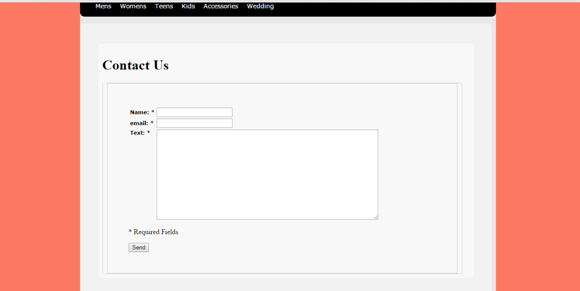 Mens Womens Teens Kids Accessories Wedding
Contact Us
Name: *
email: *
Text: *
* Required Fields
Send